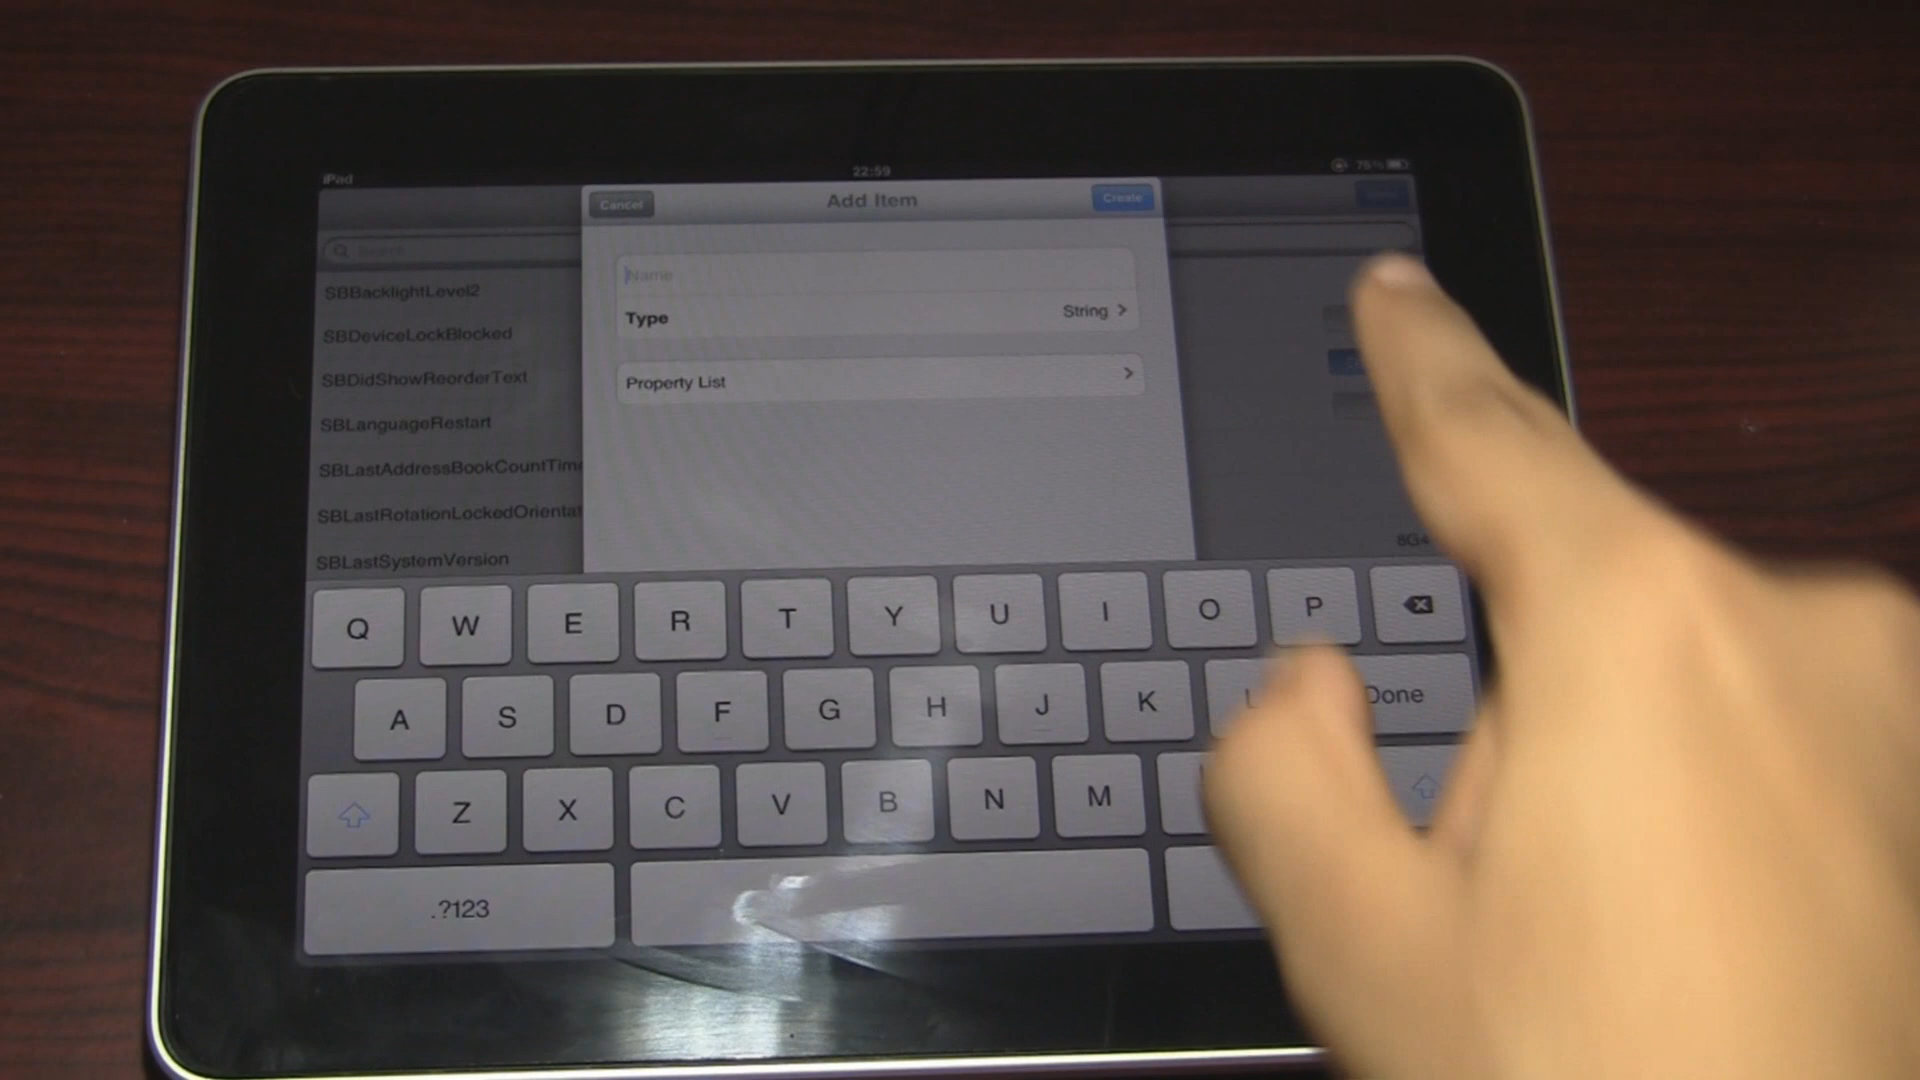 iPad
22:59
75%
Cancel
Add Item
Create
Search
Name
Type
String
Property List
SBBacklightLevel2
SBDeviceLockBlocked
SBDidShowReorderText
SBLanguageRestart
SBLastAddressBookCountTime
SBLastRotationLockedOrientat
SBLastSystemVersion
8G4
Q W E R T Y U I O P
A S D F G H J K L Done
Z X C V B N M
.?123